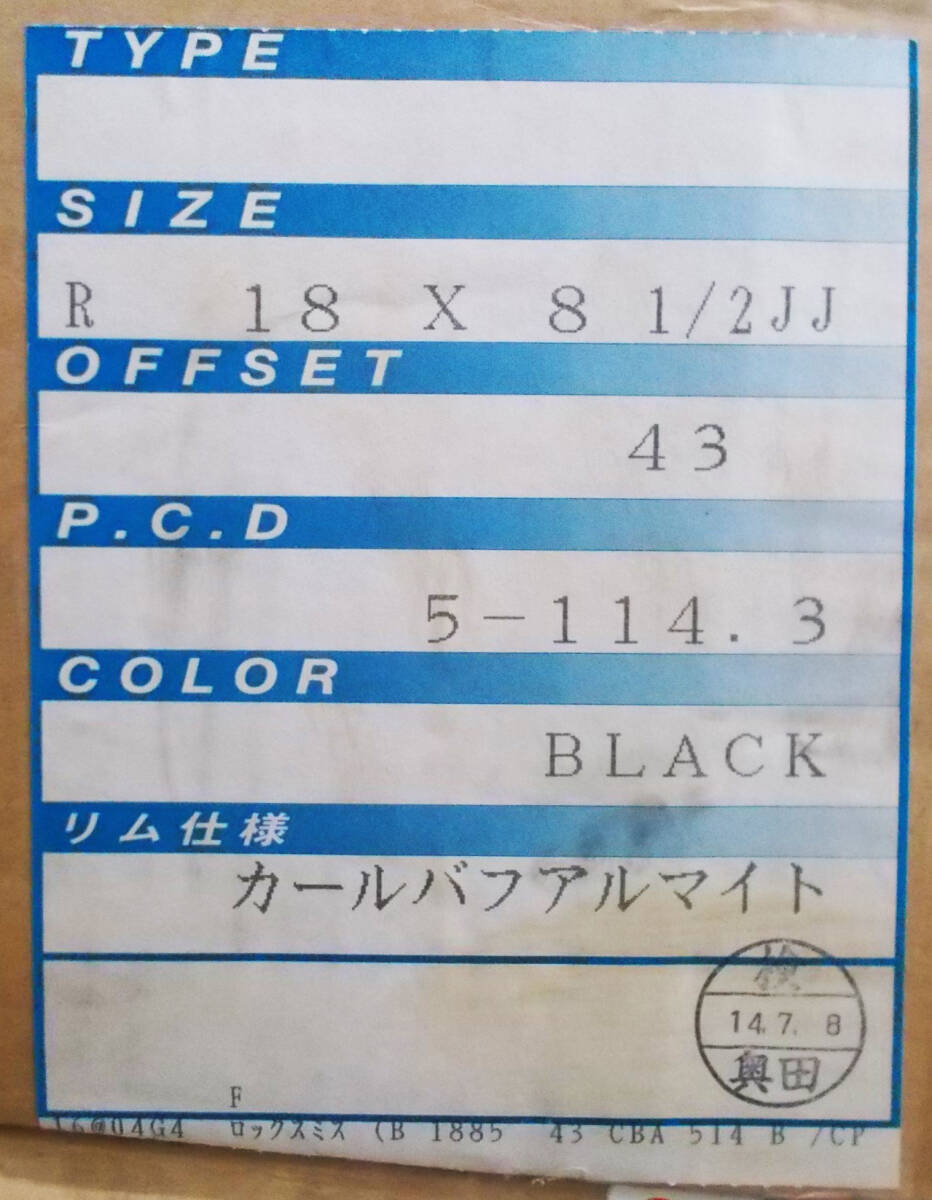 TYPE
SIZE
R 18 X 8 1/2JJ
OFFSET
43
P.C.D
5-114.3
COLOR
BLACK
リム仕様
カールバフアルマイト
検
14.7. 8
奥田
F
16@04G4 ロックスミス (B 1885 43 CBA 514 B /CP